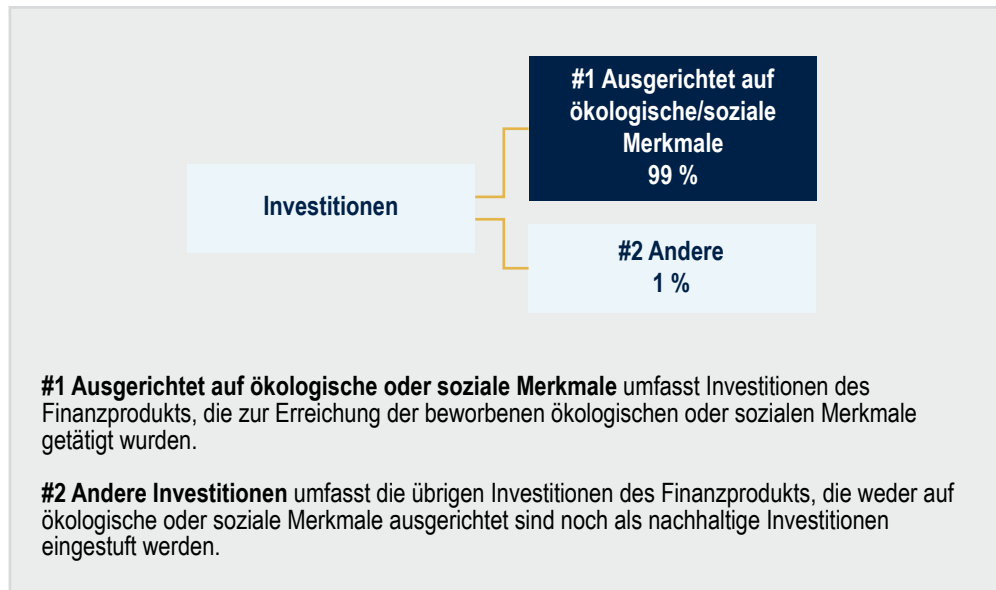 #1 Ausgerichtet auf
ökologische/soziale
Merkmale
99 %
Investitionen
#2 Andere
1 %
#1 Ausgerichtet auf ökologische oder soziale Merkmale umfasst Investitionen des
Finanzprodukts, die zur Erreichung der beworbenen ökologischen oder sozialen Merkmale
getätigt wurden.
#2 Andere Investitionen umfasst die übrigen Investitionen des Finanzprodukts, die weder auf
ökologische oder soziale Merkmale ausgerichtet sind noch als nachhaltige Investitionen
eingestuft werden.